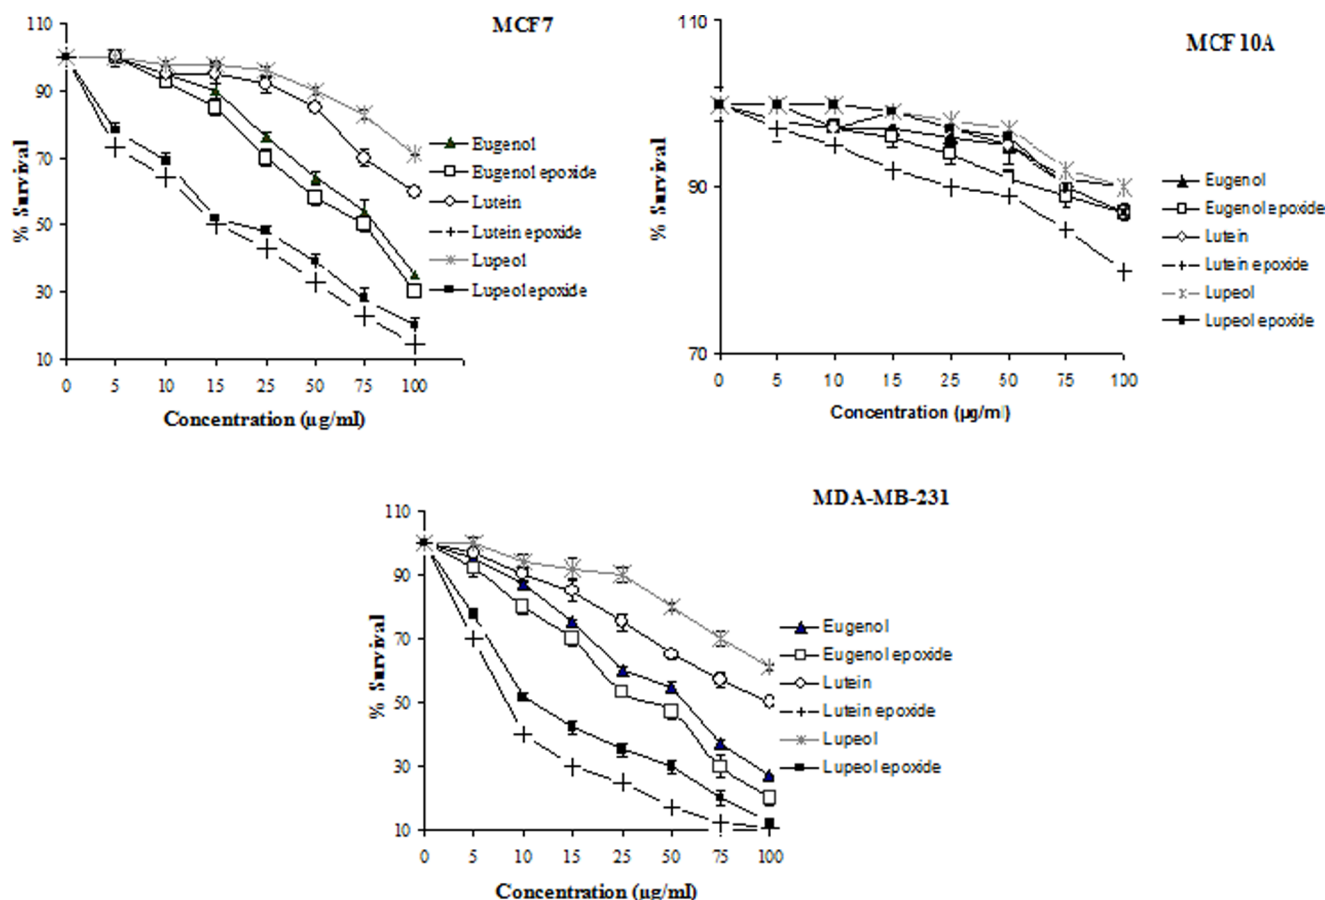 MCF7
110
90
70
50
30
10
% Survival
0 5 10 15 25 50 75 100
Concentration (µg/ml)
Eugenol
Eugenol epoxide
Lutein
Lutein epoxide
Lupeol
Lupeol epoxide
MCF 10A
110
90
70
% Survival
0 5 10 15 25 50 75 100
Concentration (µg/ml)
Eugenol
Eugenol epoxide
Lutein
Lutein epoxide
Lupeol
Lupeol epoxide
MDA-MB-231
110
90
70
50
30
10
% Survival
0 5 10 15 25 50 75 100
Concentration (µg/ml)
Eugenol
Eugenol epoxide
Lutein
Lutein epoxide
Lupeol
Lupeol epoxide